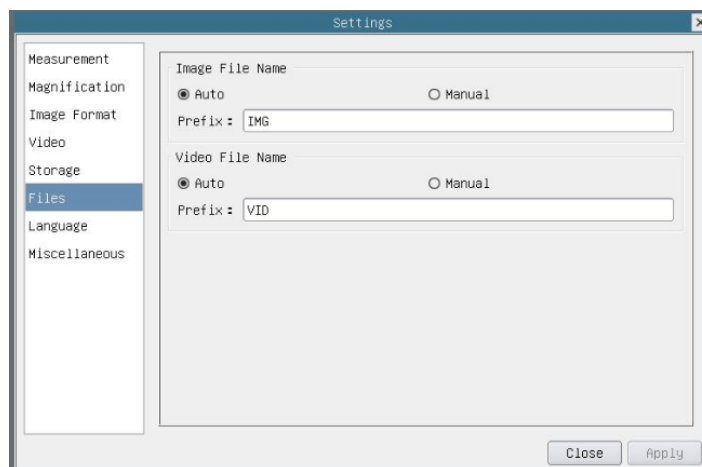 Settings
Measurement
Magnification
Image Format
Video
Storage
Files
Language
Miscellaneous
Image File Name
Auto Manual
Prefix: IMG
Video File Name
Auto Manual
Prefix: VID
Close Apply